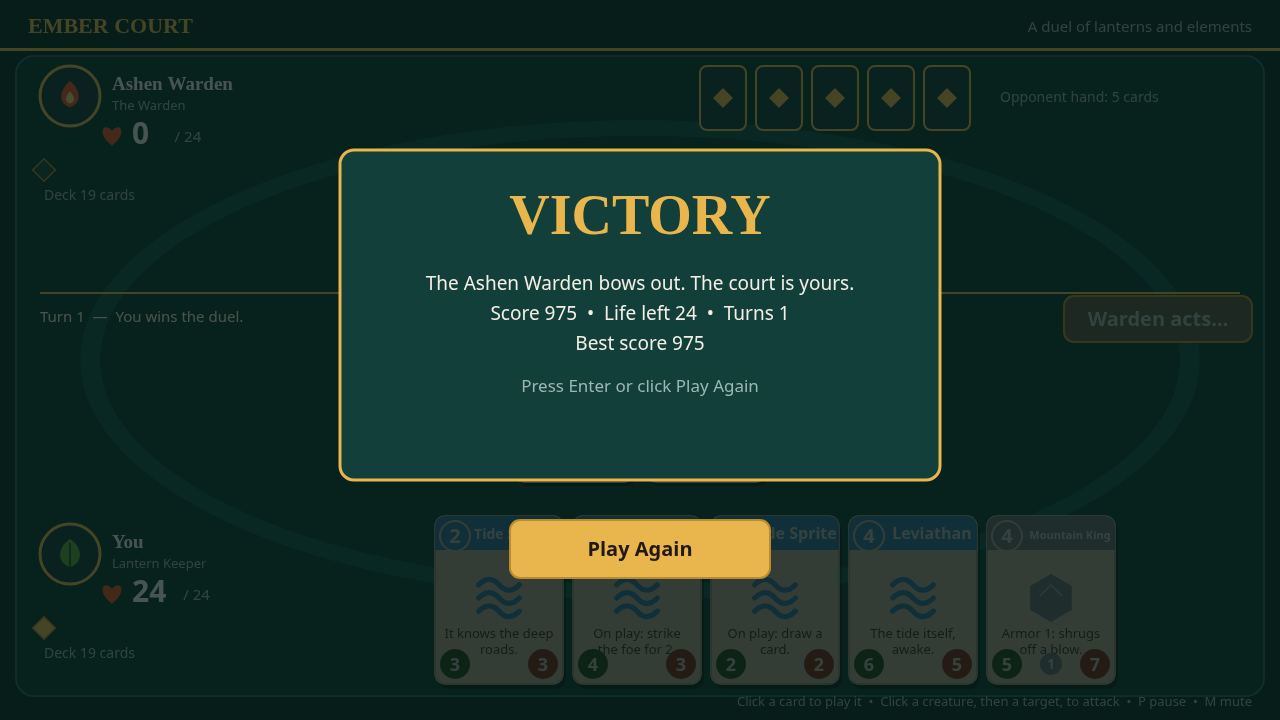 EMBER COURT
A duel of lanterns and elements
Ashen Warden
The Warden
0 / 24
Deck 19 cards
Opponent hand: 5 cards
VICTORY
The Ashen Warden bows out. The court is yours.
Score 975 • Life left 24 • Turns 1
Best score 975
Press Enter or click Play Again
Turn 1 — You wins the duel.
Warden acts...
Play Again
You
Lantern Keeper
24 / 24
Deck 19 cards
2 Tide
It knows the deep
roads.
3 3
On play: strike
the foe for 2.
4 3
Sprite
On play: draw a
card.
2 2
4 Leviathan
The tide itself,
awake.
6 5
4 Mountain King
Armor 1: shrugs
off a blow.
5 1 7
Click a card to play it • Click a creature, then a target, to attack • P pause • M mute